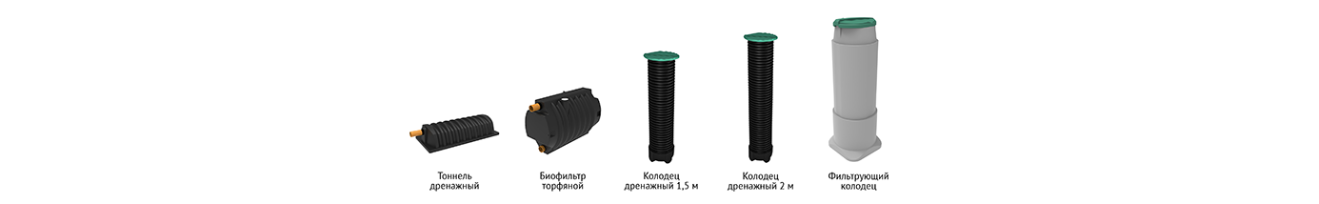 Тоннель
дренажный
Биофильтр
торфяной
Колодец
дренажный 1,5 м
Колодец
дренажный 2 м
Фильтрующий
колодец